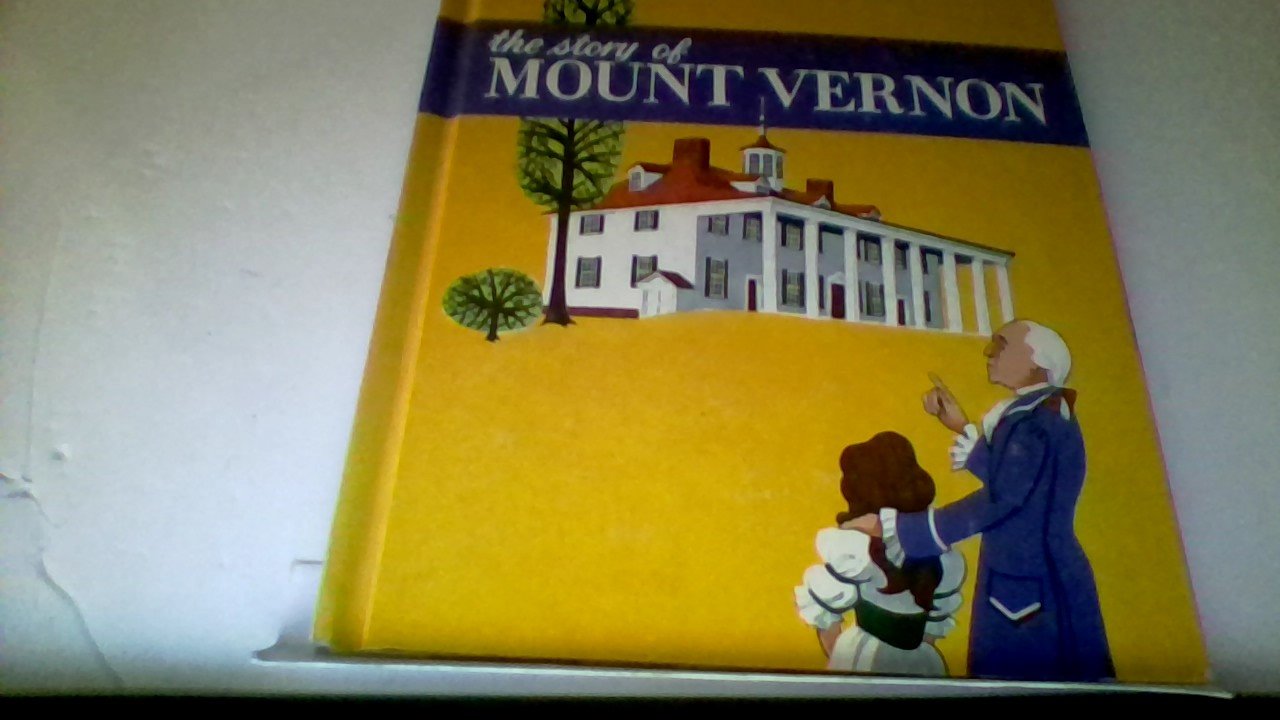 the story of
MOUNT VERNON